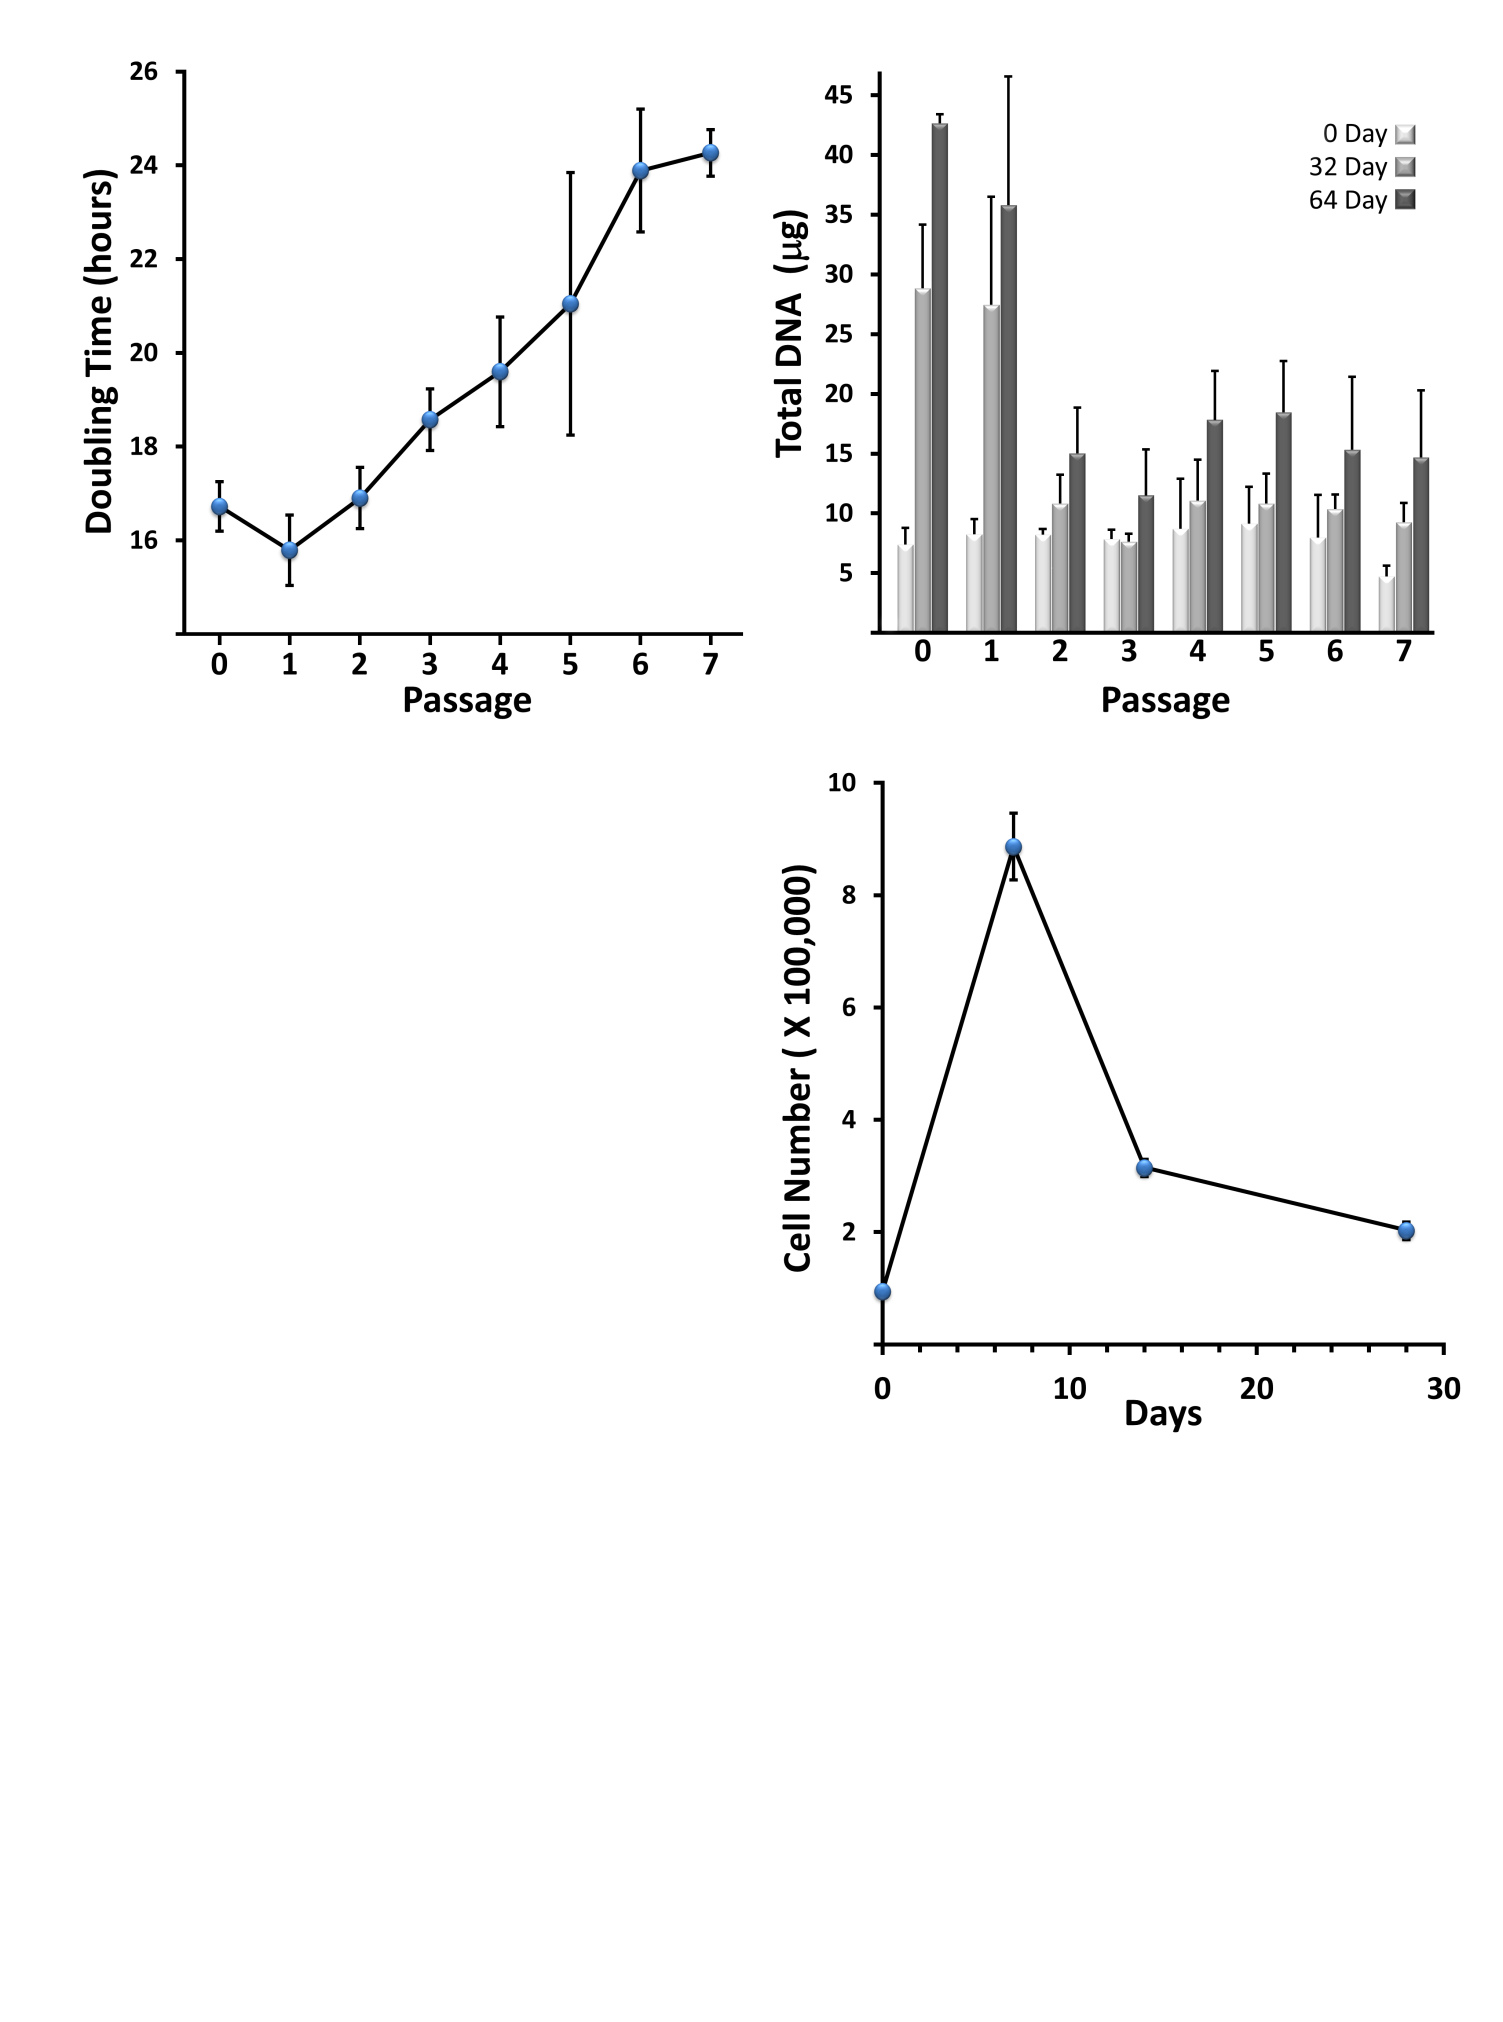 26
24
22
20
18
16
Doubling Time (hours)
0 1 2 3 4 5 6 7
Passage
45
40
35
30
25
20
15
10
5
Total DNA (μg)
0 Day
32 Day
64 Day
0 1 2 3 4 5 6 7
Passage
10
8
6
4
2
Cell Number ( X 100,000)
0 10 20 30
Days